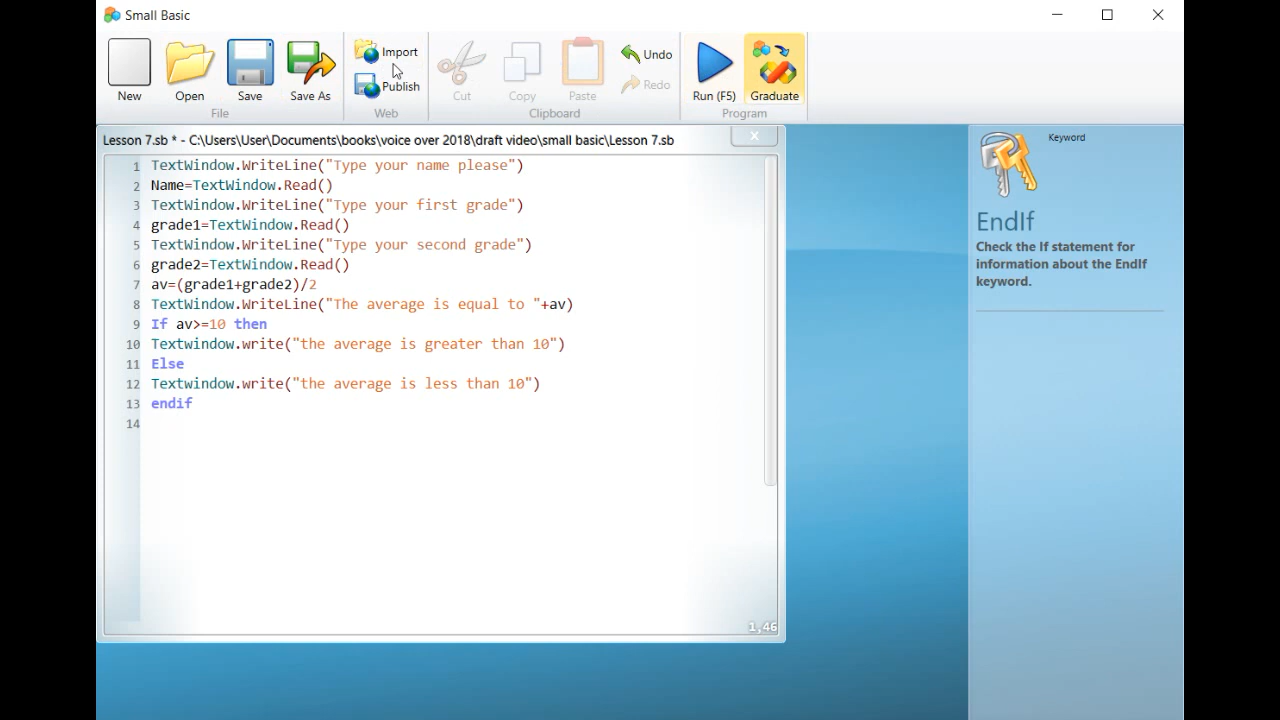 Small Basic
New
Open
Save
Save As
File
Import
Publish
Web
Cut
Copy
Paste
Undo
Redo
Clipboard
Run (F5)
Graduate
Program
Lesson 7.sb * - C:\Users\User\Documents\books\voice over 2018\draft video\small basic\Lesson 7.sb
1 TextWindow.WriteLine("Type your name please")
2 Name=TextWindow.Read()
3 TextWindow.WriteLine("Type your first grade")
4 grade1=TextWindow.Read()
5 TextWindow.WriteLine("Type your second grade")
6 grade2=TextWindow.Read()
7 av=(grade1+grade2)/2
8 TextWindow.WriteLine("The average is equal to "+av)
9 If av>=10 then
10 Textwindow.write("the average is greater than 10")
11 Else
12 Textwindow.write("the average is less than 10")
13 endif
14
1,46
Keyword
EndIf
Check the If statement for
information about the EndIf
keyword.